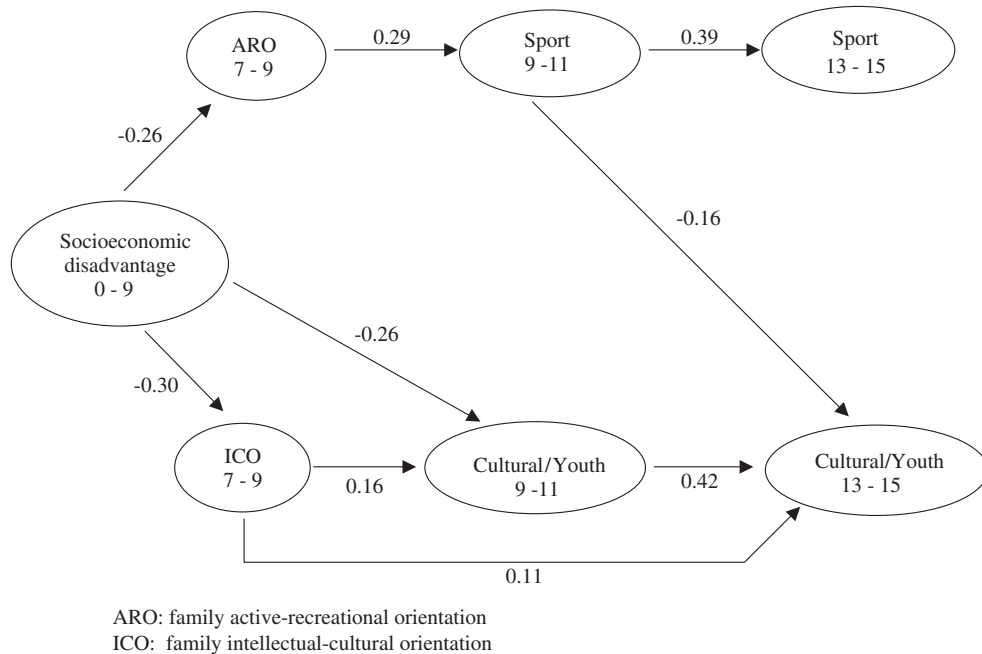 ARO
7 - 9
0.29
Sport
9 -11
0.39
Sport
13 - 15
-0.26
-0.16
Socioeconomic
disadvantage
0 - 9
-0.26
-0.30
ICO
7 - 9
0.16
Cultural/Youth
9 -11
0.42
Cultural/Youth
13 - 15
0.11
ARO: family active-recreational orientation
ICO: family intellectual-cultural orientation